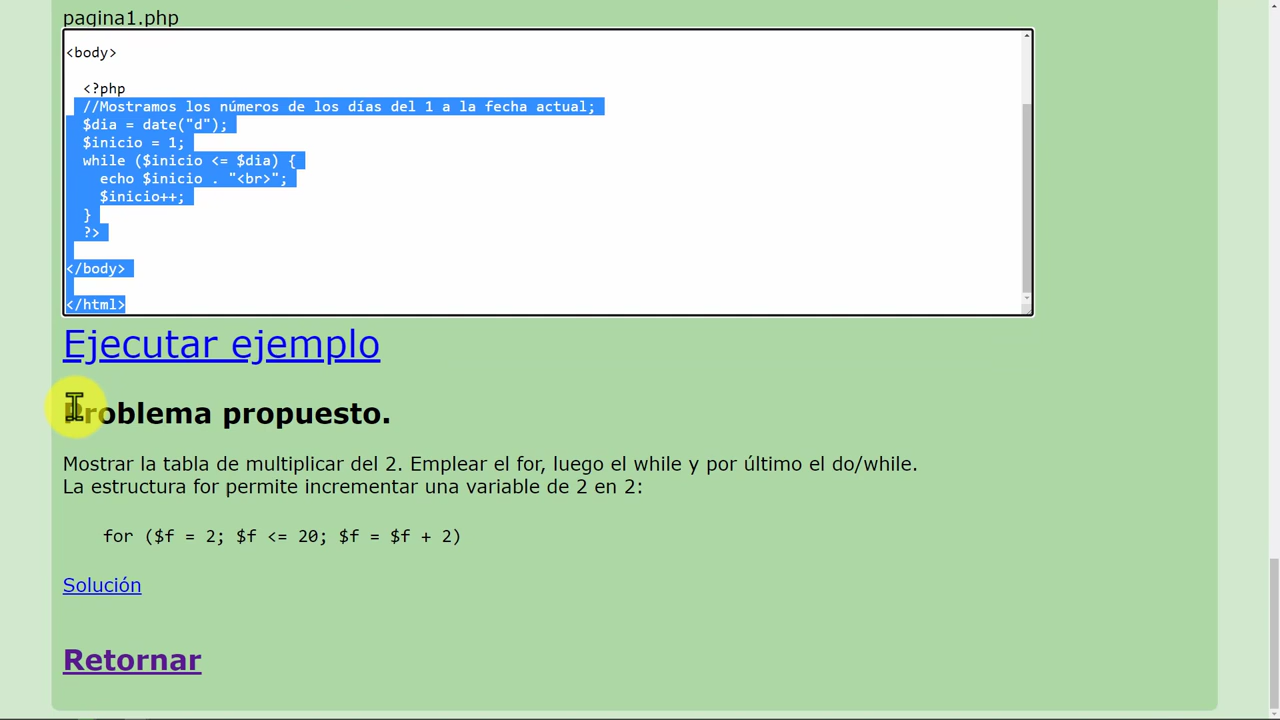 pagina1.php
<body>
<?php
//Mostramos los números de los días del 1 a la fecha actual;
$dia = date("d");
$inicio = 1;
while ($inicio <= $dia) {
echo $inicio . "<br>";
$inicio++;
}
?>
</body>
</html>
Ejecutar ejemplo
Problema propuesto.
Mostrar la tabla de multiplicar del 2. Emplear el for, luego el while y por último el do/while.
La estructura for permite incrementar una variable de 2 en 2:
for ($f = 2; $f <= 20; $f = $f + 2)
Solución
Retornar